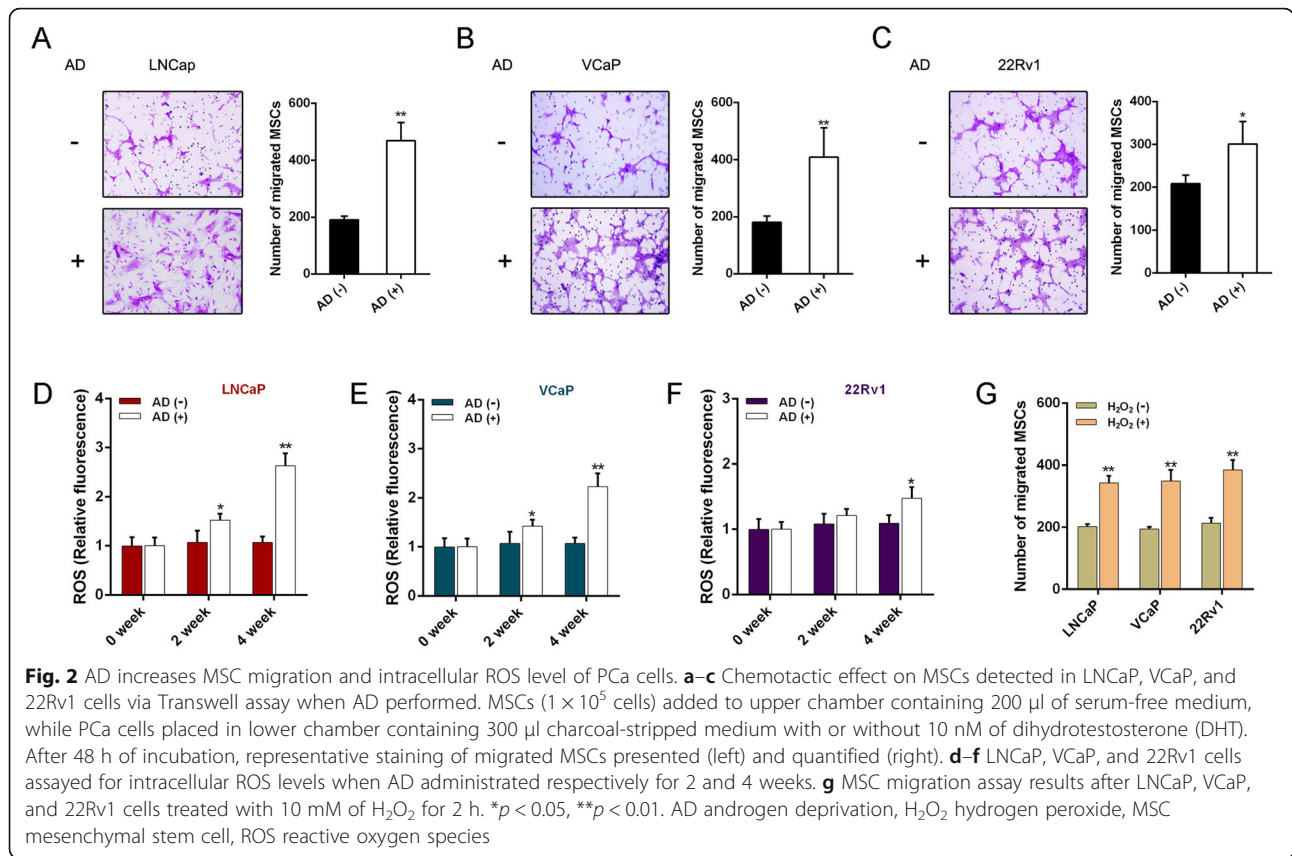 A
AD
LNCap
-
+
Number of migrated MSCs
600
400
200
0
**
AD (-)
AD (+)
B
AD
VCaP
-
+
Number of migrated MSCs
600
400
200
0
**
AD (-)
AD (+)
C
AD
22Rv1
-
+
Number of migrated MSCs
400
300
200
100
0
*
AD (-)
AD (+)
D
LNCaP
AD (-)
AD (+)
ROS (Relative fluorescence)
4
3
2
1
0
*
**
0 week
2 week
4 week
E
VCaP
AD (-)
AD (+)
ROS (Relative fluorescence)
4
3
2
1
0
*
**
0 week
2 week
4 week
F
22Rv1
AD (-)
AD (+)
ROS (Relative fluorescence)
3
2
1
0
*
0 week
2 week
4 week
G
H₂O₂ (-)
H₂O₂ (+)
Number of migrated MSCs
600
400
200
0
**
**
**
LNCaP
VCaP
22Rv1
Fig. 2 AD increases MSC migration and intracellular ROS level of PCa cells. a–c Chemotactic effect on MSCs detected in LNCaP, VCaP, and
22Rv1 cells via Transwell assay when AD performed. MSCs (1 × 10⁵ cells) added to upper chamber containing 200 μl of serum-free medium,
while PCa cells placed in lower chamber containing 300 μl charcoal-stripped medium with or without 10 nM of dihydrotestosterone (DHT).
After 48 h of incubation, representative staining of migrated MSCs presented (left) and quantified (right). d–f LNCaP, VCaP, and 22Rv1 cells
assayed for intracellular ROS levels when AD administrated respectively for 2 and 4 weeks. g MSC migration assay results after LNCaP, VCaP,
and 22Rv1 cells treated with 10 mM of H₂O₂ for 2 h. *p < 0.05, **p < 0.01. AD androgen deprivation, H₂O₂ hydrogen peroxide, MSC
mesenchymal stem cell, ROS reactive oxygen species